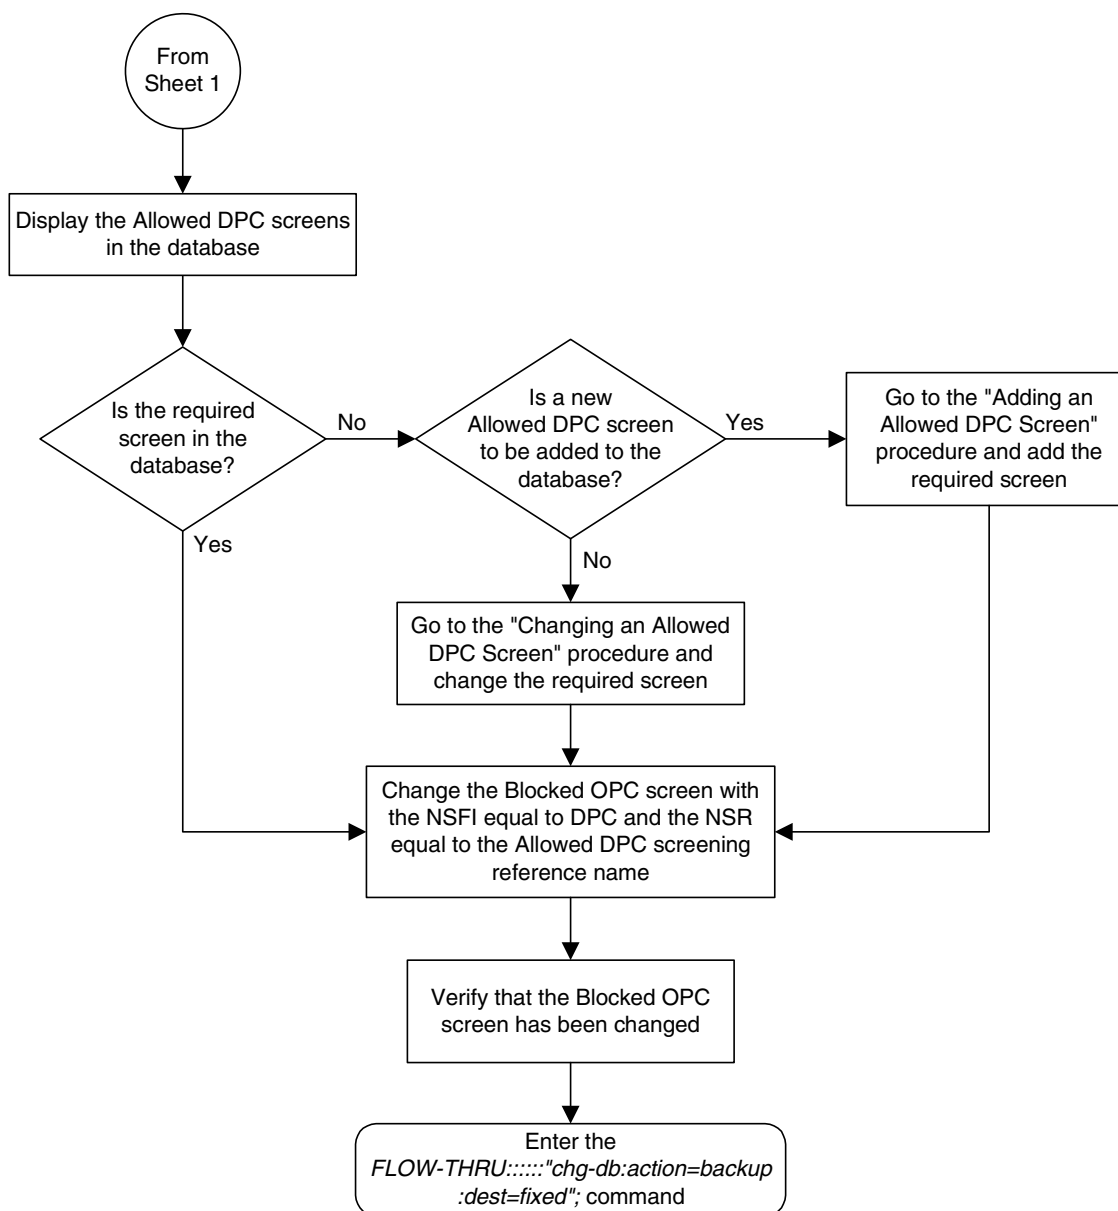 From
Sheet 1
Display the Allowed DPC screens
in the database
Is the required
screen in the
database?
No
Yes
Is a new
Allowed DPC screen
to be added to the
database?
Yes
No
Go to the "Adding an
Allowed DPC Screen"
procedure and add the
required screen
Go to the "Changing an Allowed
DPC Screen" procedure and
change the required screen
Change the Blocked OPC screen with
the NSFI equal to DPC and the NSR
equal to the Allowed DPC screening
reference name
Verify that the Blocked OPC
screen has been changed
Enter the
FLOW-THRU::::::"chg-db:action=backup
:dest=fixed"; command